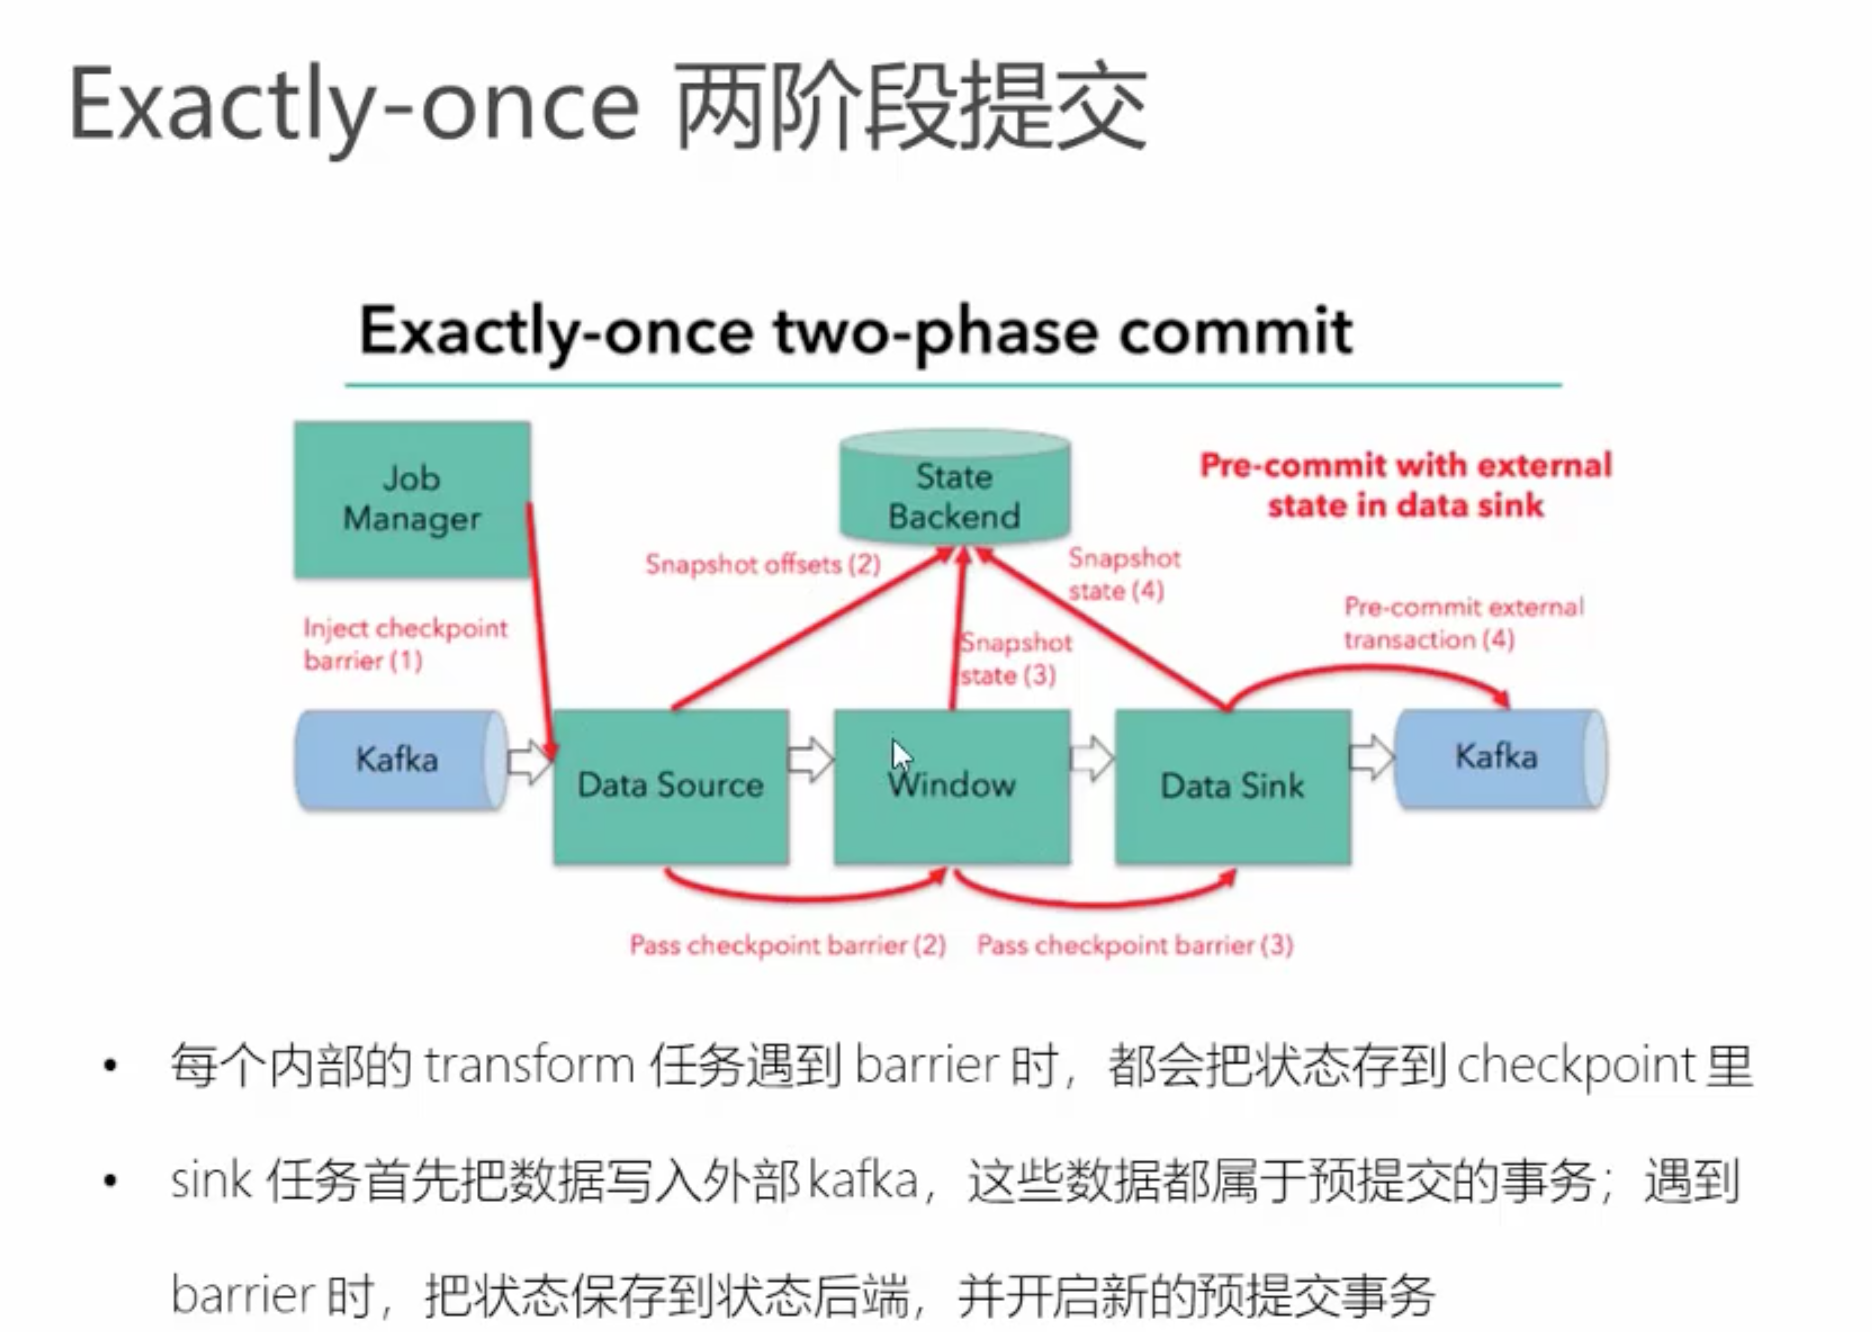 Exactly-once 两阶段提交
Exactly-once two-phase commit
Job
Manager
State
Backend
Pre-commit with external
state in data sink
Snapshot offsets (2)
Snapshot
state (4)
Inject checkpoint
barrier (1)
Snapshot
state (3)
Pre-commit external
transaction (4)
Kafka
Data Source
Window
Data Sink
Kafka
Pass checkpoint barrier (2)
Pass checkpoint barrier (3)
• 每个内部的 transform 任务遇到 barrier 时，都会把状态存到 checkpoint 里
• sink 任务首先把数据写入外部 kafka，这些数据都属于预提交的事务；遇到
barrier 时，把状态保存到状态后端，并开启新的预提交事务